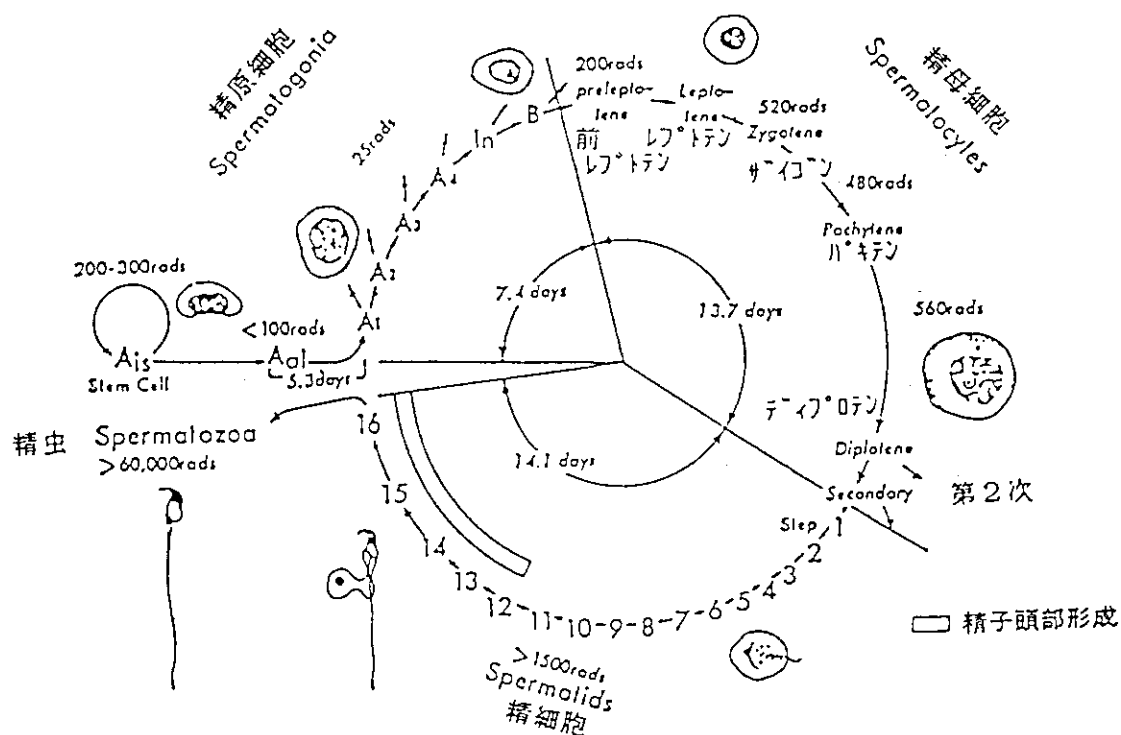 精原細胞
Spermatogonia
精母細胞
Spermatocytes
200rads
preleptotene
前
レプトテン
Leptotene
レプトテン
520rads
Zygotene
ザイゴテン
480rads
Pachytene
パキテン
560rads
ディプロテン
Diplotene
Secondary
第2次
25rads
B
In
A4
A3
A2
A1
200-300rads
Ais
Stem Cell
<100rads
Aal
5.3days
7.4 days
13.7 days
14.1 days
精虫
Spermatozoa
>60,000rads
Step 1
2
3
4
5
6
7
8
9
10
11
12
13
14
15
16
>1500rads
Spermatids
精細胞
精子頭部形成